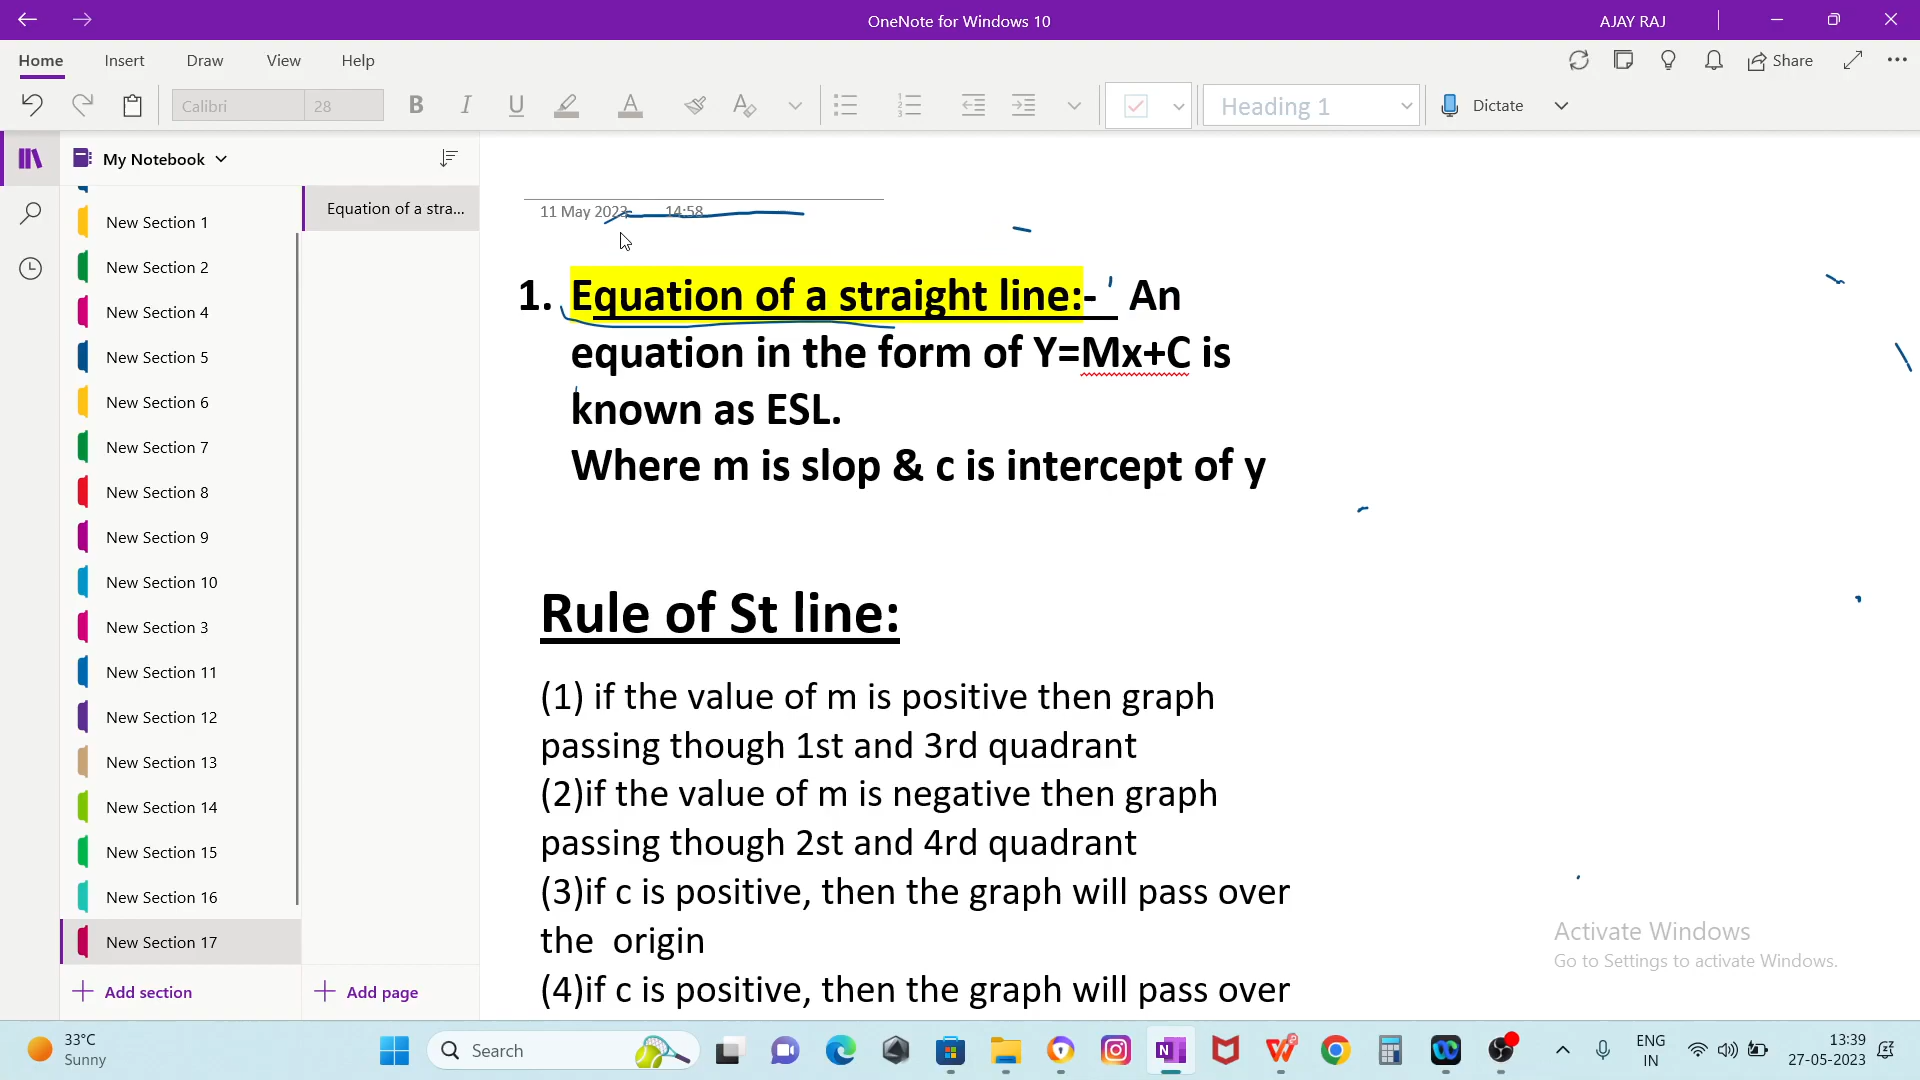 OneNote for Windows 10
AJAY RAJ
Home Insert Draw View Help
Share
Calibri 28
B I U A
Heading 1
Dictate
My Notebook
New Section 1
New Section 2
New Section 4
New Section 5
New Section 6
New Section 7
New Section 8
New Section 9
New Section 10
New Section 3
New Section 11
New Section 12
New Section 13
New Section 14
New Section 15
New Section 16
New Section 17
Add section
Equation of a stra...
Add page
11 May 2023 14:58
1. Equation of a straight line:- An
equation in the form of Y=Mx+C is
known as ESL.
Where m is slop & c is intercept of y
Rule of St line:
(1) if the value of m is positive then graph
passing though 1st and 3rd quadrant
(2)if the value of m is negative then graph
passing though 2st and 4rd quadrant
(3)if c is positive, then the graph will pass over
the origin
(4)if c is positive, then the graph will pass over
Activate Windows
Go to Settings to activate Windows.
33°C
Sunny
Search
ENG
IN
13:39
27-05-2023